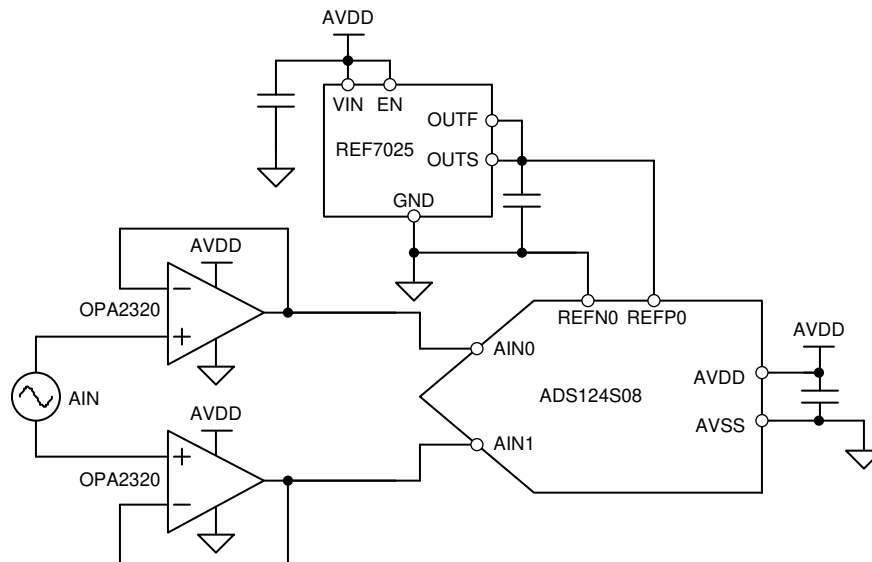 AVDD
VIN EN
OUTF
REF7025
OUTS
GND
AVDD
OPA2320
REFN0 REFP0
AVDD
AIN0
AVDD
ADS124S08
AIN
AVDD
AVSS
AIN1
OPA2320